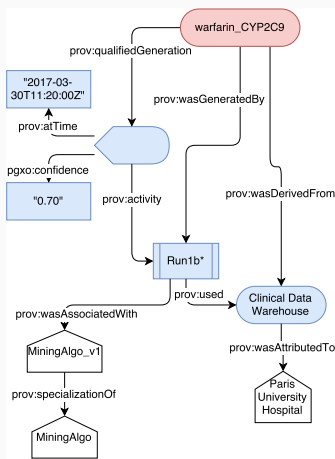 warfarin_CYP2C9
prov:qualifiedGeneration
"2017-03-
30T11:20:00Z"
prov:wasGeneratedBy
prov:atTime
pgxo:confidence
"0.70"
prov:activity
prov:wasDerivedFrom
Run1b*
prov:used
Clinical Data
Warehouse
prov:wasAssociatedWith
MiningAlgo_v1
prov:wasAttributedTo
Paris
University
Hospital
prov:specializationOf
MiningAlgo